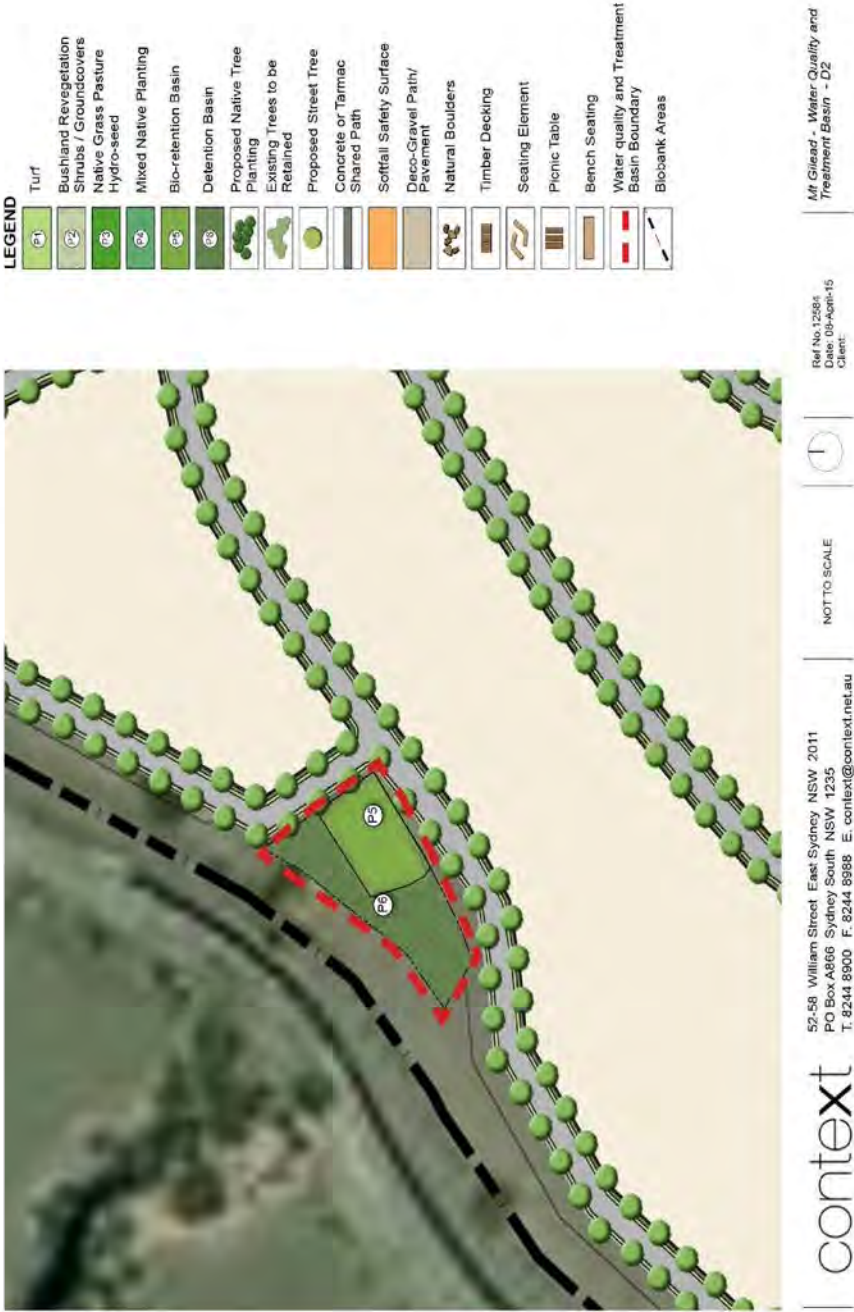 LEGEND
P1
Turf
P2
Bushland Revegetation
Shrubs / Groundcovers
P3
Native Grass Pasture
Hydro-seed
P4
Mixed Native Planting
P5
Bio-retention Basin
P6
Detention Basin
Proposed Native Tree
Planting
Existing Trees to be
Retained
Proposed Street Tree
Concrete or Tarmac
Shared Path
Softfall Safety Surface
Deco-Gravel Path/
Pavement
Natural Boulders
Timber Decking
Seating Element
Picnic Table
Bench Seating
Water quality and Treatment
Basin Boundary
Biobank Areas
P5
P6
context
52-58 William Street East Sydney NSW 2011
PO Box A866 Sydney South NSW 1235
T. 8244 8900 F. 8244 8988 E. context@context.net.au
NOT TO SCALE
Ref No.12584
Date: 08-April-15
Client:
Mt Gilead - Water Quality and
Treatment Basin - D2